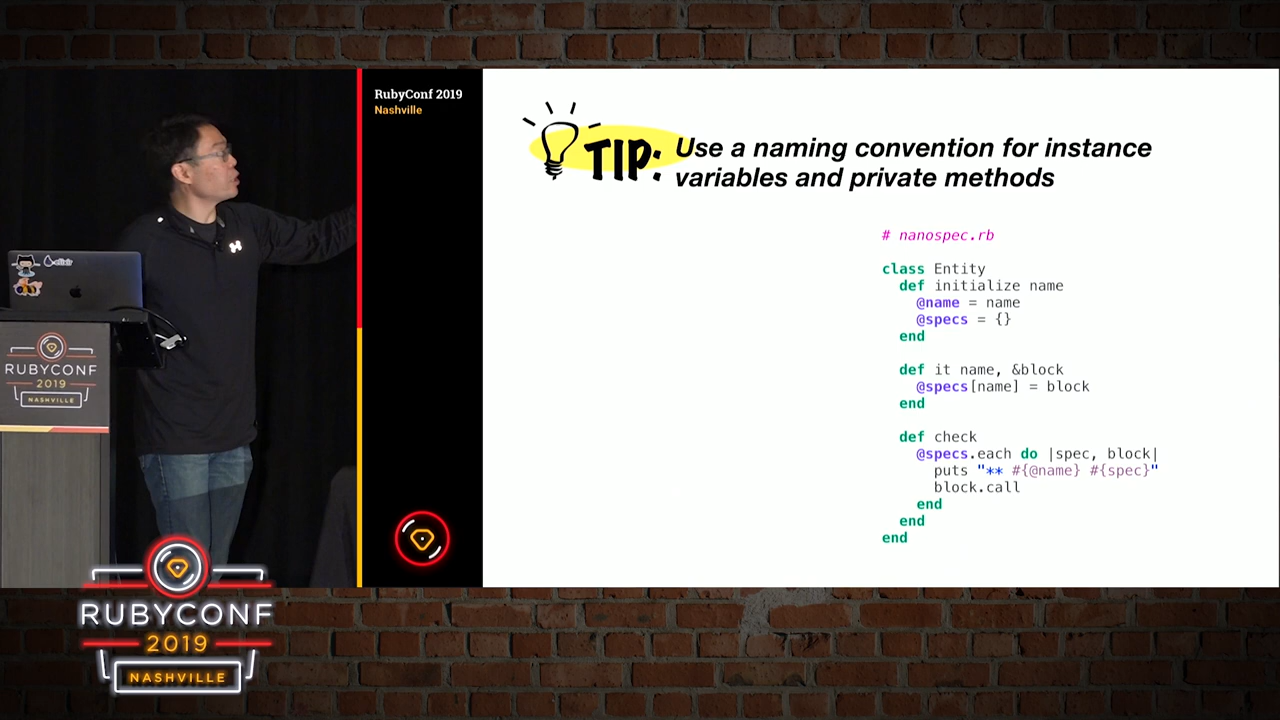 RubyConf 2019
Nashville
TIP: Use a naming convention for instance
variables and private methods
# nanospec.rb
class Entity
  def initialize name
    @name = name
    @specs = {}
  end
  def it name, &block
    @specs[name] = block
  end
  def check
    @specs.each do |spec, block|
      puts "** #{@name} #{spec}"
      block.call
    end
  end
end
RUBYCONF
2019
NASHVILLE
RUBYCONF
2019
NASHVILLE